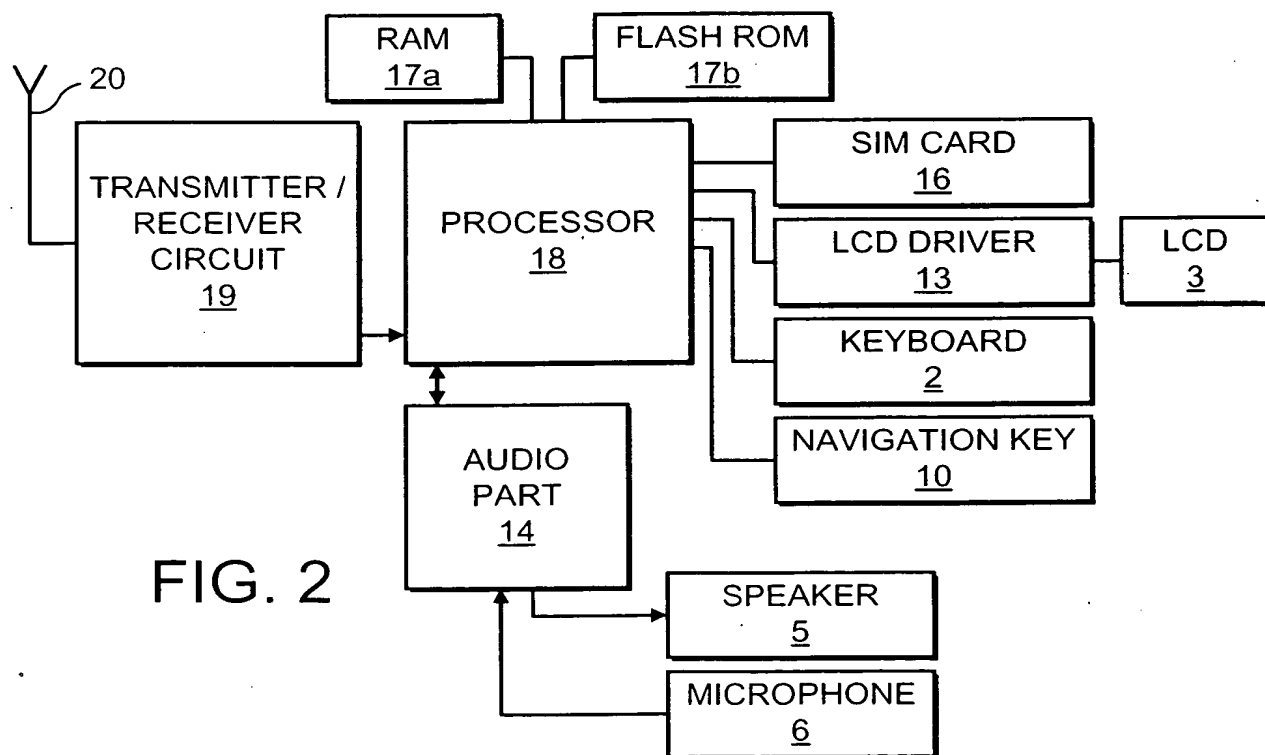 RAM
17a
FLASH ROM
17b
20
TRANSMITTER /
RECEIVER
CIRCUIT
19
PROCESSOR
18
SIM CARD
16
LCD DRIVER
13
LCD
3
KEYBOARD
2
NAVIGATION KEY
10
AUDIO
PART
14
FIG. 2
SPEAKER
5
MICROPHONE
6